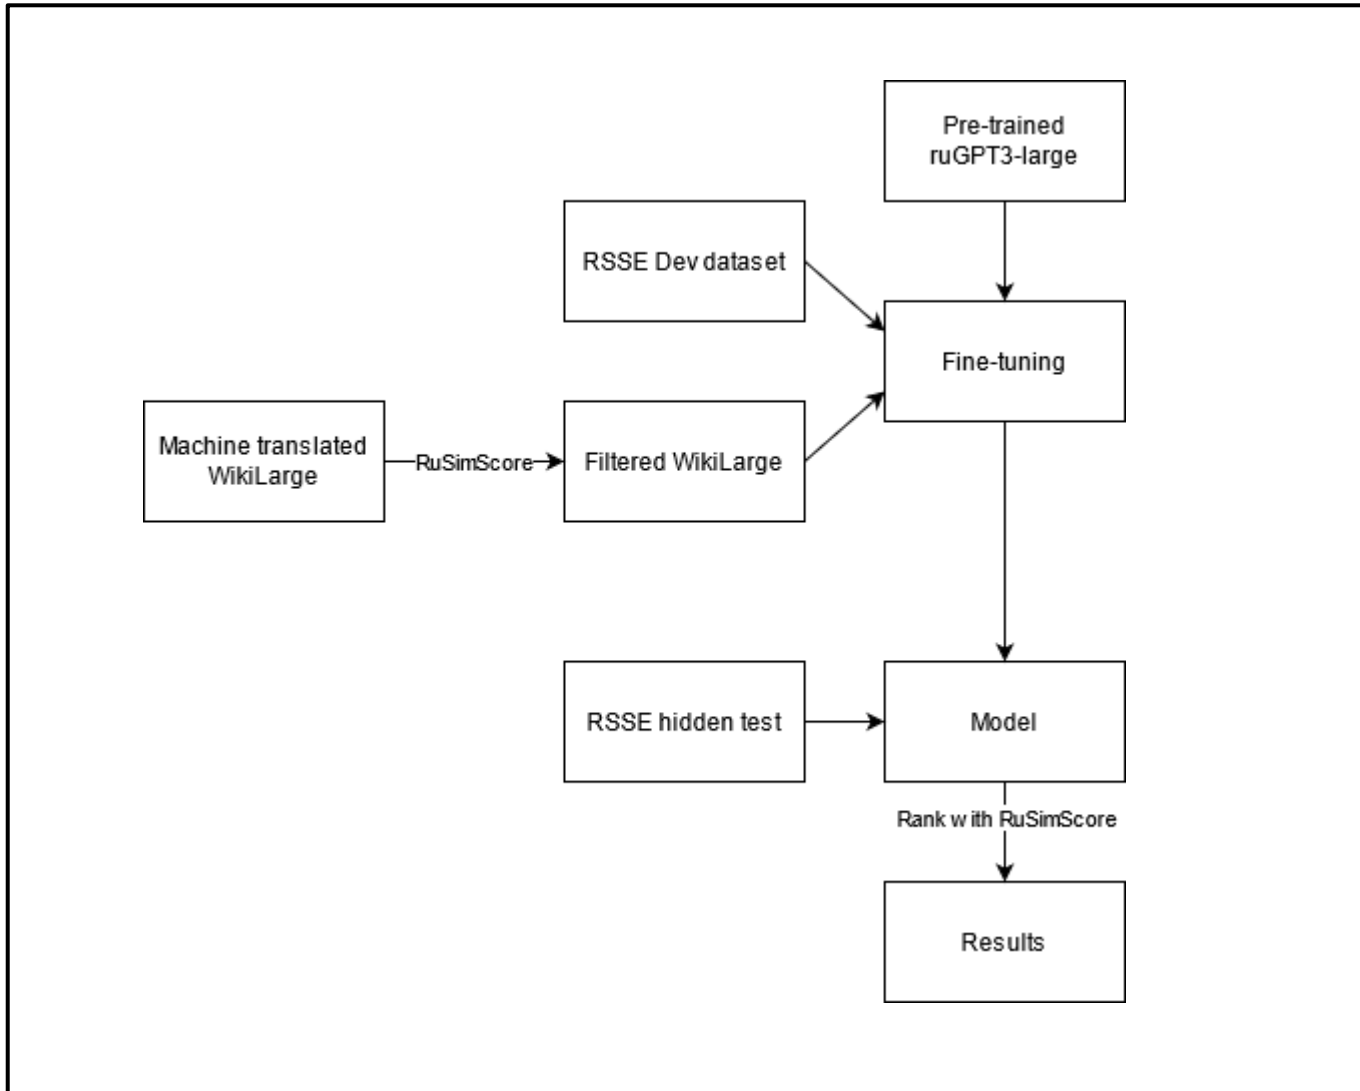 Pre-trained
ruGPT3-large
RSSE Dev dataset
Fine-tuning
Machine translated
WikiLarge
RuSimScore
Filtered WikiLarge
RSSE hidden test
Model
Rank with RuSimScore
Results